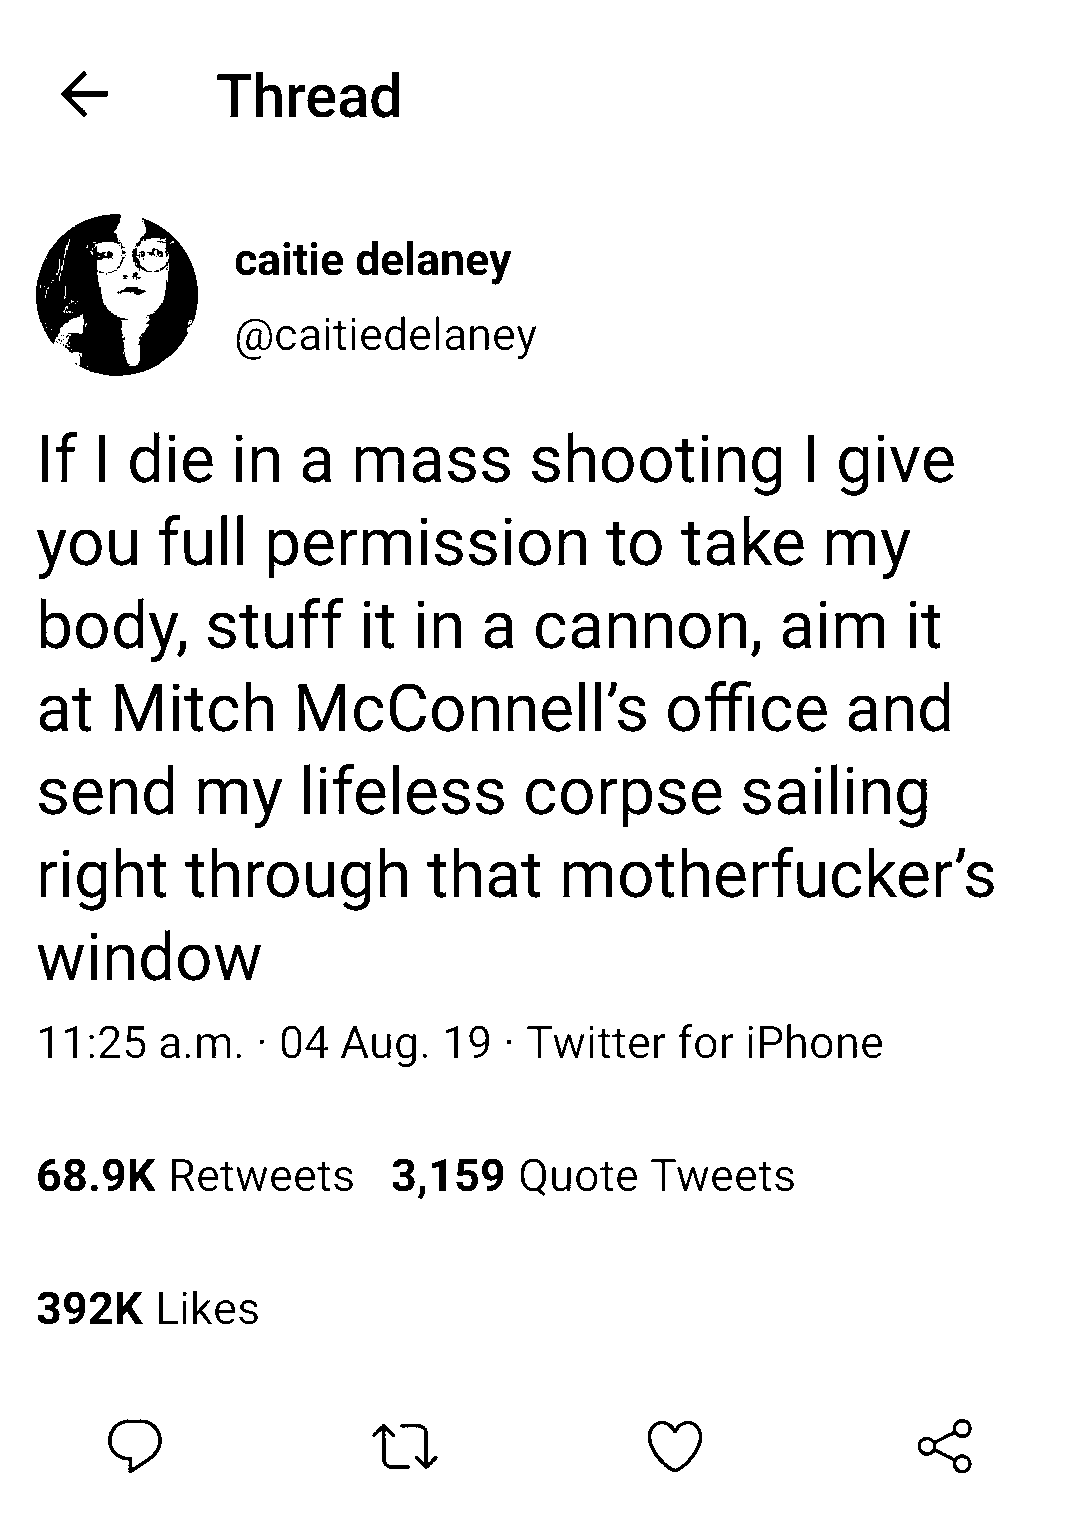 Thread
caitie delaney
@caitiedelaney
If I die in a mass shooting I give
you full permission to take my
body, stuff it in a cannon, aim it
at Mitch McConnell’s office and
send my lifeless corpse sailing
right through that motherfucker’s
window
11:25 a.m. · 04 Aug. 19 · Twitter for iPhone
68.9K Retweets 3,159 Quote Tweets
392K Likes